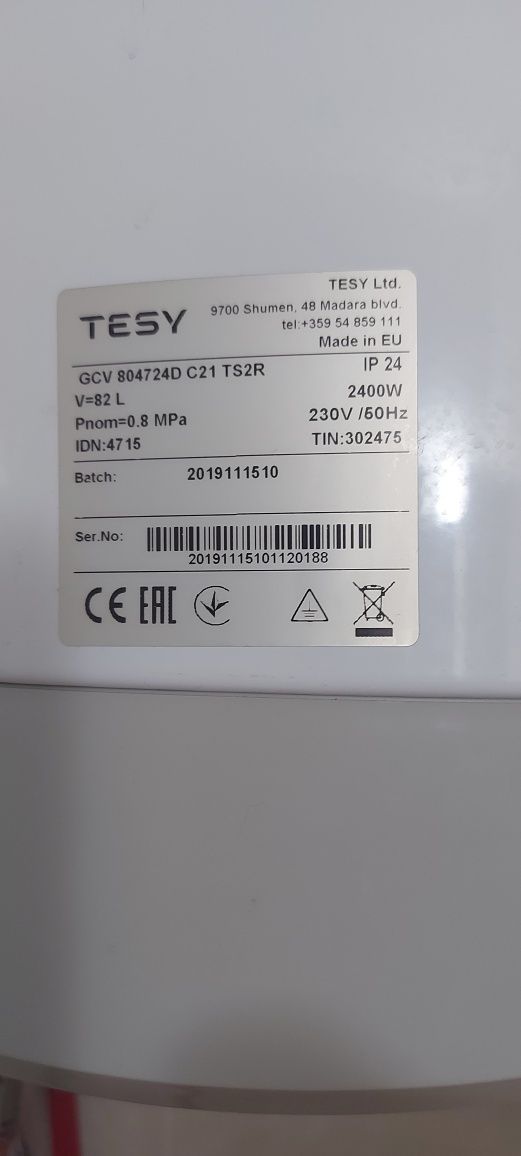 TESY
TESY Ltd.
9700 Shumen, 48 Madara blvd.
tel:+359 54 859 111
Made in EU
GCV 804724D C21 TS2R IP 24
V=82 L 2400W
Pnom=0.8 MPa 230V /50Hz
IDN:4715 TIN:302475
Batch: 2019111510
Ser.No:
20191115101120188
CE EAC